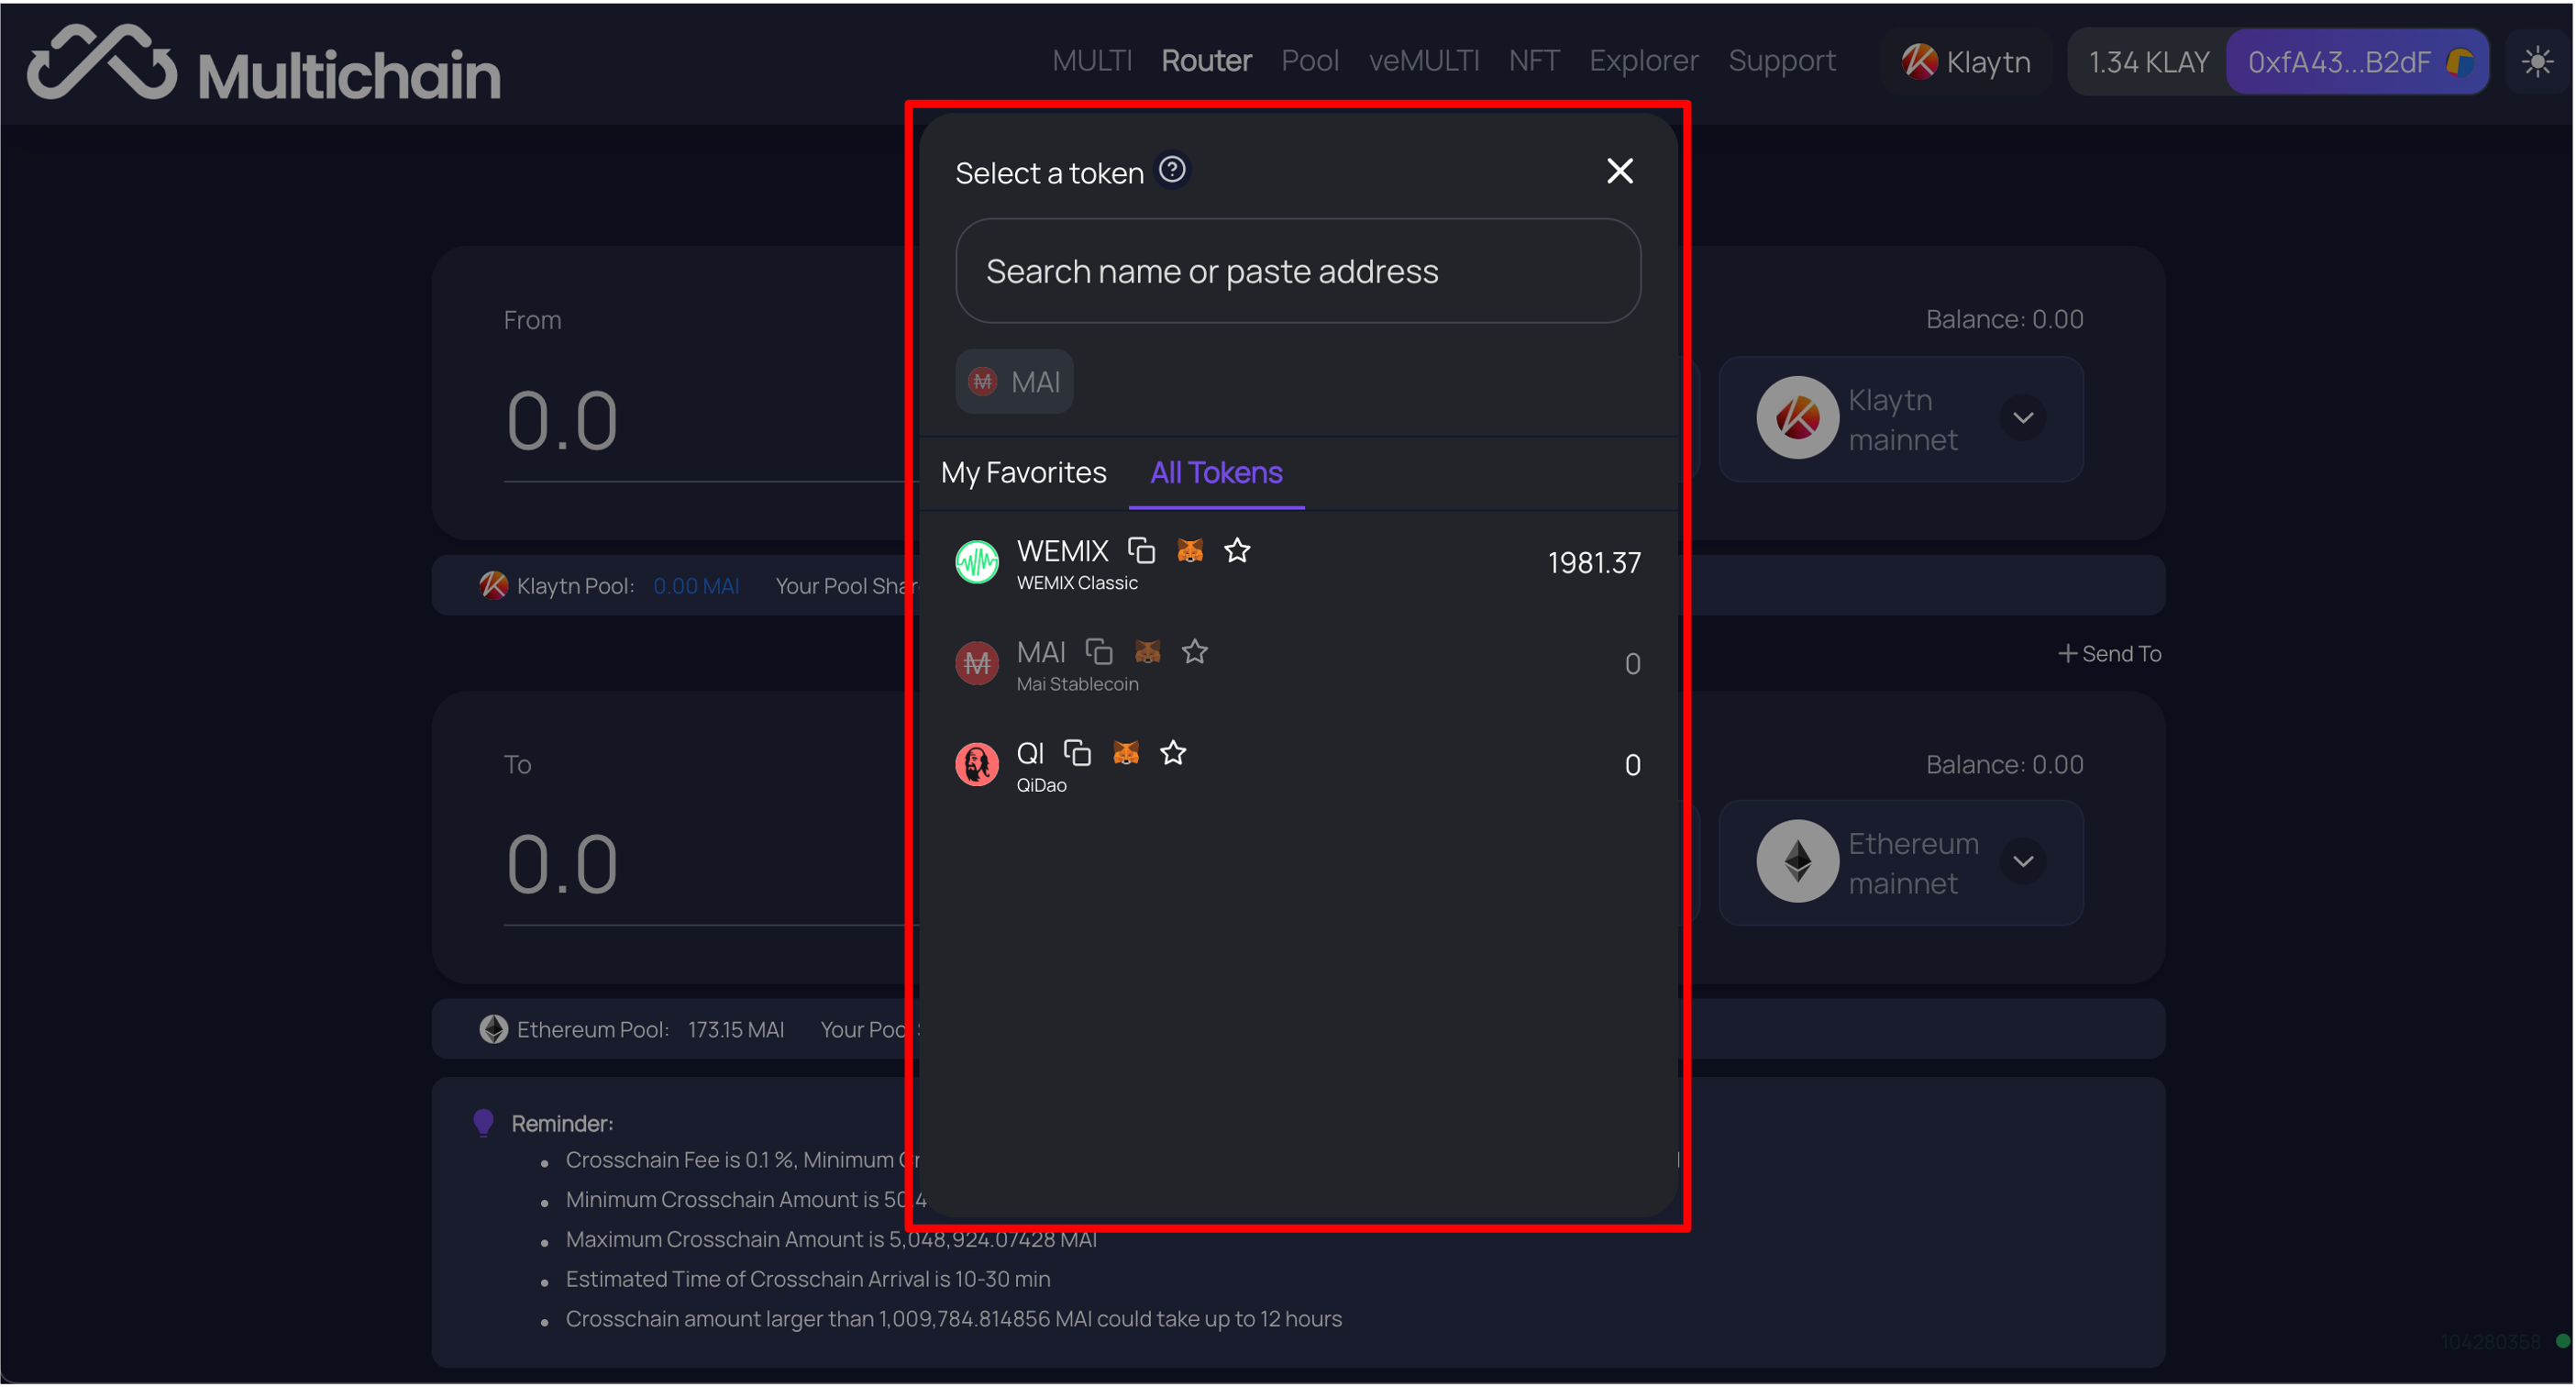 Multichain
MULTI Router Pool veMULTI NFT Explorer Support Klaytn 1.34 KLAY 0xfA43...B2dF
Select a token
Search name or paste address
MAI
My Favorites All Tokens
WEMIX
WEMIX Classic
1981.37
MAI
Mai Stablecoin
0
QI
QiDao
0
From
Balance: 0.00
0.0
Klaytn
mainnet
Klaytn Pool: 0.00 MAI Your Pool Shar
+ Send To
To
Balance: 0.00
0.0
Ethereum
mainnet
Ethereum Pool: 173.15 MAI Your Poo
Reminder:
Crosschain Fee is 0.1 %, Minimum Cr
Minimum Crosschain Amount is 50.4
Maximum Crosschain Amount is 5,048,924.07428 MAI
Estimated Time of Crosschain Arrival is 10-30 min
Crosschain amount larger than 1,009,784.814856 MAI could take up to 12 hours
104280358